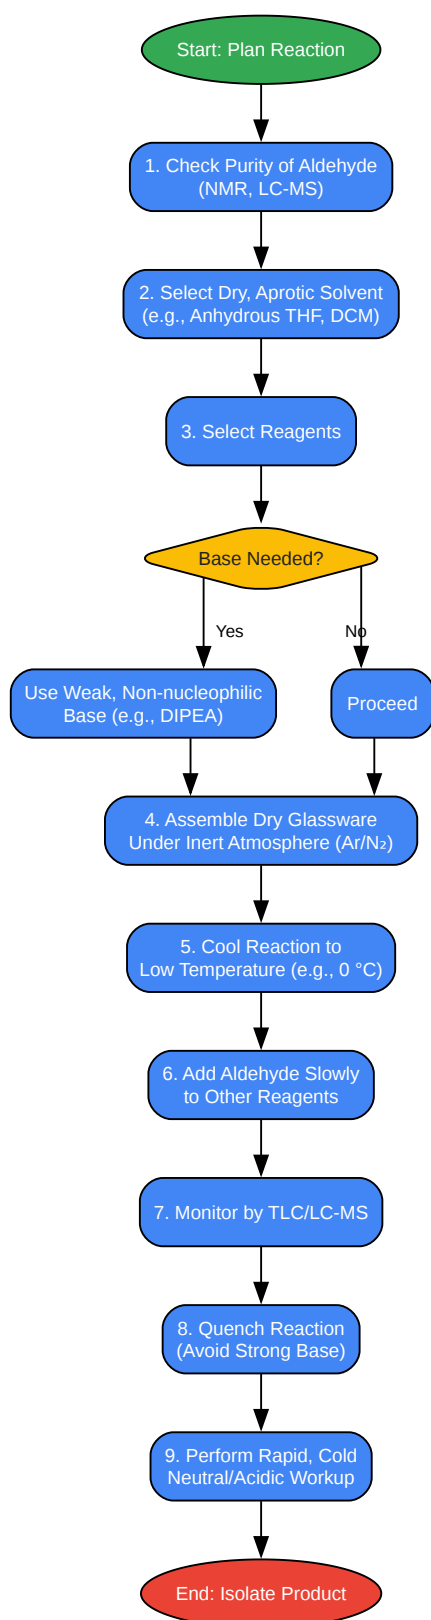 Start: Plan Reaction
1. Check Purity of Aldehyde
(NMR, LC-MS)
2. Select Dry, Aprotic Solvent
(e.g., Anhydrous THF, DCM)
3. Select Reagents
Base Needed?
Yes
No
Use Weak, Non-nucleophilic
Base (e.g., DIPEA)
Proceed
4. Assemble Dry Glassware
Under Inert Atmosphere (Ar/N₂)
5. Cool Reaction to
Low Temperature (e.g., 0 °C)
6. Add Aldehyde Slowly
to Other Reagents
7. Monitor by TLC/LC-MS
8. Quench Reaction
(Avoid Strong Base)
9. Perform Rapid, Cold
Neutral/Acidic Workup
End: Isolate Product